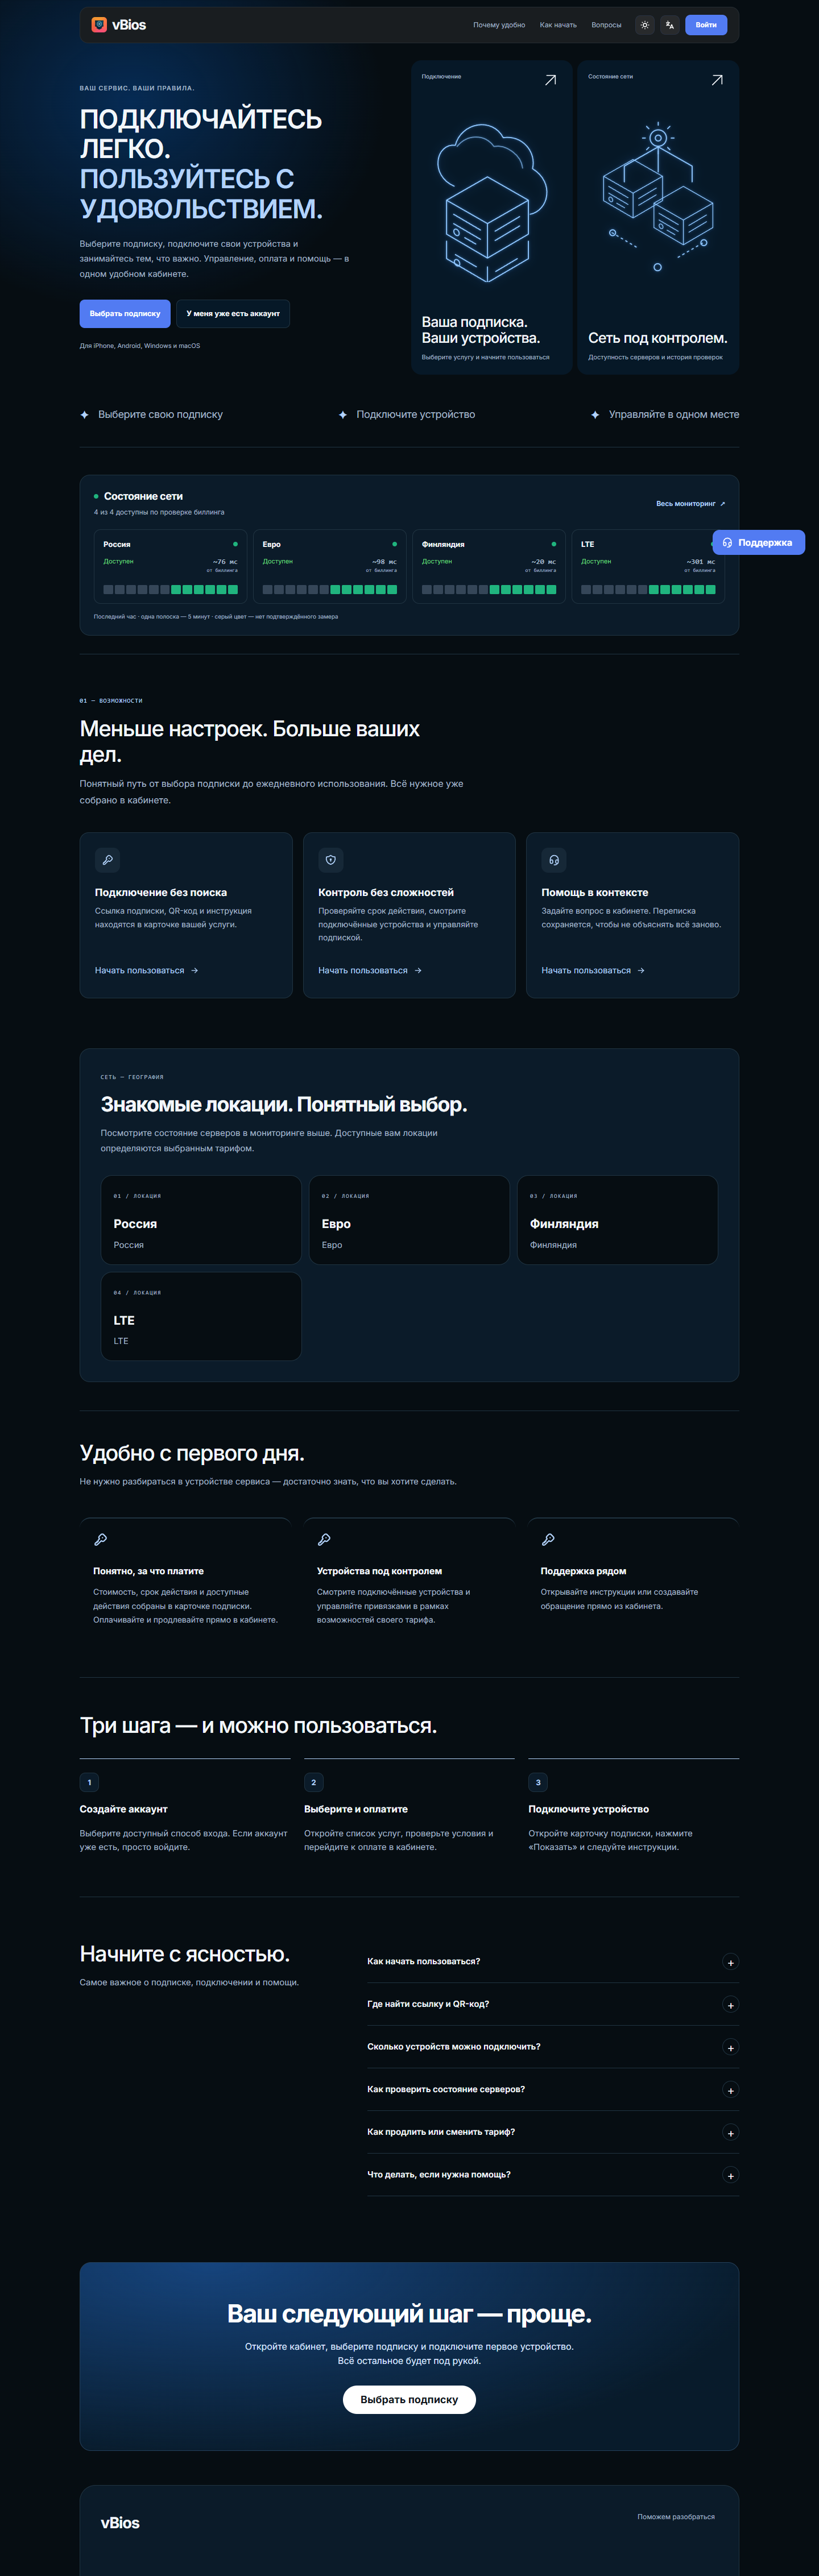 vBios
Почему удобно
Как начать
Вопросы
Войти
ВАШ СЕРВИС. ВАШИ ПРАВИЛА.
ПОДКЛЮЧАЙТЕСЬ
ЛЕГКО.
ПОЛЬЗУЙТЕСЬ С
УДОВОЛЬСТВИЕМ.
Выберите подписку, подключите свои устройства и
занимайтесь тем, что важно. Управление, оплата и помощь — в
одном удобном кабинете.
Выбрать подписку
У меня уже есть аккаунт
Для iPhone, Android, Windows и macOS
Подключение
Ваша подписка.
Ваши устройства.
Выберите услугу и начните пользоваться
Состояние сети
Сеть под контролем.
Доступность серверов и история проверок
Выберите свою подписку
Подключите устройство
Управляйте в одном месте
Состояние сети
4 из 4 доступны по проверке биллинга
Весь мониторинг ↗
Россия
Доступен
~76 мс
от биллинга
Евро
Доступен
~98 мс
от биллинга
Финляндия
Доступен
~20 мс
от биллинга
LTE
Доступен
~301 мс
от биллинга
Последний час · одна полоска — 5 минут · серый цвет — нет подтверждённого замера
Поддержка
01 — ВОЗМОЖНОСТИ
Меньше настроек. Больше ваших
дел.
Понятный путь от выбора подписки до ежедневного использования. Всё нужное уже
собрано в кабинете.
Подключение без поиска
Ссылка подписки, QR-код и инструкция
находятся в карточке вашей услуги.
Начать пользоваться →
Контроль без сложностей
Проверяйте срок действия, смотрите
подключённые устройства и управляйте
подпиской.
Начать пользоваться →
Помощь в контексте
Задайте вопрос в кабинете. Переписка
сохраняется, чтобы не объяснять всё заново.
Начать пользоваться →
СЕТЬ — ГЕОГРАФИЯ
Знакомые локации. Понятный выбор.
Посмотрите состояние серверов в мониторинге выше. Доступные вам локации
определяются выбранным тарифом.
01 / ЛОКАЦИЯ
Россия
Россия
02 / ЛОКАЦИЯ
Евро
Евро
03 / ЛОКАЦИЯ
Финляндия
Финляндия
04 / ЛОКАЦИЯ
LTE
LTE
Удобно с первого дня.
Не нужно разбираться в устройстве сервиса — достаточно знать, что вы хотите сделать.
Понятно, за что платите
Стоимость, срок действия и доступные
действия собраны в карточке подписки.
Оплачивайте и продлевайте прямо в кабинете.
Устройства под контролем
Смотрите подключённые устройства и
управляйте привязками в рамках
возможностей своего тарифа.
Поддержка рядом
Открывайте инструкции или создавайте
обращение прямо из кабинета.
Три шага — и можно пользоваться.
1
Создайте аккаунт
Выберите доступный способ входа. Если аккаунт
уже есть, просто войдите.
2
Выберите и оплатите
Откройте список услуг, проверьте условия и
перейдите к оплате в кабинете.
3
Подключите устройство
Откройте карточку подписки, нажмите
«Показать» и следуйте инструкции.
Начните с ясностью.
Самое важное о подписке, подключении и помощи.
Как начать пользоваться?
Где найти ссылку и QR-код?
Сколько устройств можно подключить?
Как проверить состояние серверов?
Как продлить или сменить тариф?
Что делать, если нужна помощь?
Ваш следующий шаг — проще.
Откройте кабинет, выберите подписку и подключите первое устройство.
Всё остальное будет под рукой.
Выбрать подписку
vBios
Поможем разобраться